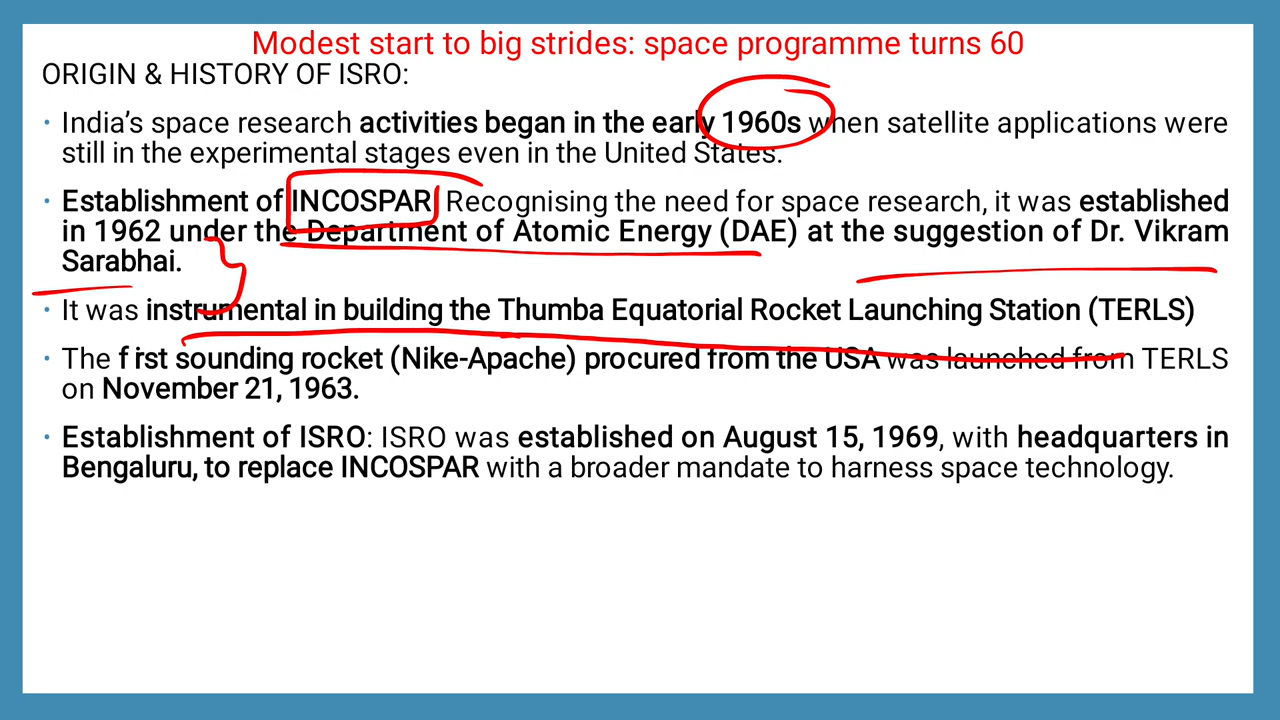 Modest start to big strides: space programme turns 60
ORIGIN & HISTORY OF ISRO:
• India's space research activities began in the early 1960s when satellite applications were
still in the experimental stages even in the United States.
• Establishment of INCOSPAR: Recognising the need for space research, it was established
in 1962 under the Department of Atomic Energy (DAE) at the suggestion of Dr. Vikram
Sarabhai.
• It was instrumental in building the Thumba Equatorial Rocket Launching Station (TERLS)
• The f irst sounding rocket (Nike-Apache) procured from the USA was launched from TERLS
on November 21, 1963.
• Establishment of ISRO: ISRO was established on August 15, 1969, with headquarters in
Bengaluru, to replace INCOSPAR with a broader mandate to harness space technology.